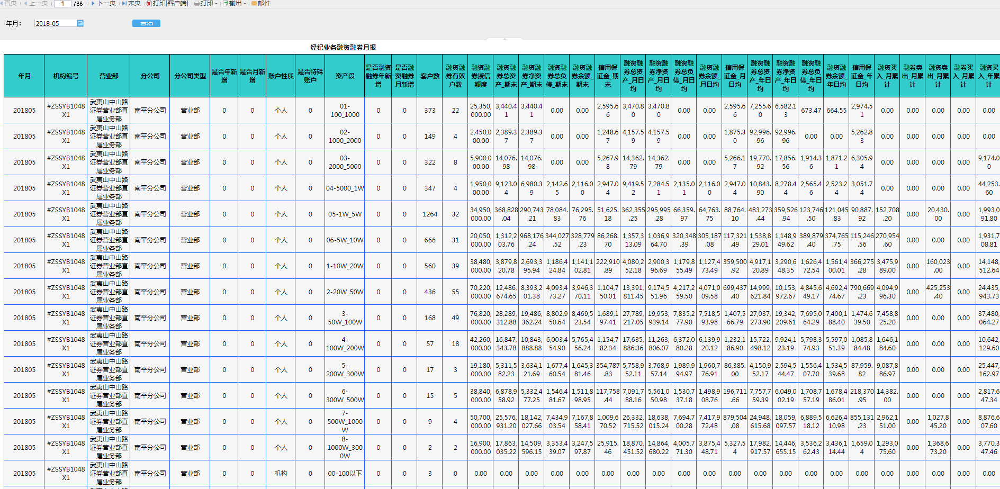 首页 上一页 1 /66 下一页 末页 打印[客户端] 打印 输出 邮件
年月： 2018-05 查询
经纪业务融资融券月报
年月 机构编号 营业部 分公司 分公司类型 是否年新增 是否月新增 账户性质 是否特殊账户 资产段 是否融资融券年新增 是否融资融券月新增 客户数 融资融券有效户数 融资融券授信额度 融资融券总资产_期末 融资融券净资产_期末 融资融券总负债_期末 融资融券余额_期末 信用保证金_期末 融资融券总资产_月日均 融资融券净资产_月日均 融资融券总负债_月日均 融资融券余额_月日均 信用保证金_月日均 融资融券总资产_年日均 融资融券净资产_年日均 融资融券总负债_年日均 融资融券余额_年日均 信用保证金_年日均 融资买入_月累计 融券卖出_月累计 融资卖出_月累计 融券买入_月累计 融资买入_年累计
201805 #ZSSYB1048X1 武夷山中山路证券营业部直属业务部 南平分公司 营业部 0 0 个人 0 01-100_1000 0 0 373 22 25,350,000.00 3,440.41 3,440.41 0.00 0.00 2,595.66 3,470.80 3,470.80 0.00 0.00 2,595.66 7,255.60 6,582.13 673.47 664.55 2,974.51 0.00 0.00 0.00 0.00 0.00
201805 #ZSSYB1048X1 武夷山中山路证券营业部直属业务部 南平分公司 营业部 0 0 个人 0 02-1000_2000 0 0 149 4 2,450,000.00 2,389.37 2,389.37 0.00 0.00 1,248.67 4,157.59 4,157.59 0.00 0.00 1,875.30 92,996.96 92,996.96 0.00 0.00 5,262.83 0.00 0.00 0.00 0.00 0.00
201805 #ZSSYB1048X1 武夷山中山路证券营业部直属业务部 南平分公司 营业部 0 0 个人 0 03-2000_5000 0 0 322 8 5,900,000.00 14,076.98 14,076.98 0.00 0.00 5,267.98 14,362.79 14,362.79 0.00 0.00 5,266.17 19,770.92 17,856.56 1,914.36 1,871.21 6,305.94 0.00 0.00 0.00 0.00 9,174.00
201805 #ZSSYB1048X1 武夷山中山路证券营业部直属业务部 南平分公司 营业部 0 0 个人 0 04-5000_1W 0 0 347 4 1,950,000.00 9,123.04 6,980.39 2,142.65 2,116.00 2,947.04 9,419.52 7,284.51 2,135.01 2,116.00 2,947.04 10,843.90 8,278.44 2,565.46 2,523.24 3,051.74 0.00 0.00 0.00 0.00 44,253.60
201805 #ZSSYB1048X1 武夷山中山路证券营业部直属业务部 南平分公司 营业部 0 0 个人 0 05-1W_5W 0 0 1264 32 34,950,000.00 368,828.04 290,743.21 78,084.83 76,295.76 51,625.18 362,355.25 295,995.28 66,359.97 64,763.75 88,764.10 483,273.44 359,526.94 123,746.50 121,045.83 90,887.92 152,708.20 0.00 20,430.00 0.00 1,993,091.80
201805 #ZSSYB1048X1 武夷山中山路证券营业部直属业务部 南平分公司 营业部 0 0 个人 0 06-5W_10W 0 0 666 31 20,050,000.00 1,312,203.76 968,176.24 344,027.52 328,779.23 86,268.70 1,357,313.09 1,036,964.70 320,348.39 305,187.08 117,321.49 1,538,829.01 1,148,949.62 389,879.40 374,765.75 115,246.56 270,954.60 0.00 0.00 0.00 1,931,708.81
201805 #ZSSYB1048X1 武夷山中山路证券营业部直属业务部 南平分公司 营业部 0 0 个人 0 1-10W_20W 0 0 560 39 38,480,000.00 3,879,820.78 2,693,395.94 1,186,424.84 1,141,102.81 222,910.89 4,080,252.18 2,900,396.69 1,179,855.49 1,127,473.49 359,500.92 4,917,120.89 3,290,648.35 1,626,472.54 1,561,400.01 366,275.28 3,475,989.00 0.00 160,023.00 0.00 14,148,512.64
201805 #ZSSYB1048X1 武夷山中山路证券营业部直属业务部 南平分公司 营业部 0 0 个人 0 2-20W_50W 0 0 436 55 70,220,000.00 12,486,674.65 8,393,201.38 4,093,473.27 3,946,370.11 1,104,750.01 13,391,811.45 9,174,551.96 4,217,259.50 4,071,009.58 699,437.40 14,999,621.84 10,153,972.67 4,845,649.17 4,692,474.67 790,669.23 4,094,996.30 0.00 425,253.40 0.00 24,435,943.73
201805 #ZSSYB1048X1 武夷山中山路证券营业部直属业务部 南平分公司 营业部 0 0 个人 0 3-50W_100W 0 0 168 49 76,820,000.00 28,289,312.88 19,486,362.24 8,802,950.64 8,469,523.54 1,689,197.41 27,789,217.05 19,953,939.14 7,835,277.90 7,518,593.98 1,407,566.79 27,037,273.90 19,342,209.61 7,695,064.29 7,400,188.40 1,474,639.50 7,458,825.20 0.00 0.00 0.00 37,480,064.27
201805 #ZSSYB1048X1 武夷山中山路证券营业部直属业务部 南平分公司 营业部 0 0 个人 0 4-100W_200W 0 0 57 18 42,260,000.00 16,847,343.78 10,843,888.88 6,003,454.90 5,765,456.24 1,154,782.34 17,635,886.36 11,263,806.07 6,372,080.28 6,139,920.12 1,232,186.90 15,722,498.12 9,924,123.19 5,798,374.93 5,597,051.39 1,085,884.48 1,646,184.60 0.00 0.00 0.00 10,642,129.60
201805 #ZSSYB1048X1 武夷山中山路证券营业部直属业务部 南平分公司 营业部 0 0 个人 0 5-200W_300W 0 0 17 3 19,180,000.00 5,311,582.23 3,634,121.69 1,677,460.54 1,645,381.46 354,787.83 5,758,952.11 3,768,957.14 1,989,994.97 1,960,776.91 86,385.00 4,150,952.17 2,594,544.47 1,556,407.70 1,534,539.68 87,959.82 9,087,886.97 0.00 0.00 0.00 25,447,162.97
201805 #ZSSYB1048X1 武夷山中山路证券营业部直属业务部 南平分公司 营业部 0 0 个人 0 6-300W_500W 0 0 15 5 38,840,000.00 6,878,958.92 5,332,477.25 1,546,481.67 1,511,898.95 117,758.44 7,091,788.16 5,561,050.98 1,530,737.18 1,498,908.76 196,711.66 7,757,759.39 6,049,002.19 1,708,757.19 1,678,486.01 218,370.95 14,382.00 0.00 0.00 0.00 2,817,647.34
201805 #ZSSYB1048X1 武夷山中山路证券营业部直属业务部 南平分公司 营业部 0 0 个人 0 7-500W_1000W 0 0 9 4 50,700,000.00 25,576,931.20 18,142,027.66 7,434,903.54 7,167,858.41 1,009,670.52 26,332,715.52 18,638,015.24 7,694,700.28 7,417,972.48 879,504.08 24,948,615.68 18,059,097.57 6,889,518.12 6,626,410.98 855,131.23 2,962,151.00 0.00 1,027,845.20 0.00 8,876,607.60
201805 #ZSSYB1048X1 武夷山中山路证券营业部直属业务部 南平分公司 营业部 0 0 个人 0 8-1000W_3000W 0 0 2 2 16,900,000.00 17,863,035.22 14,509,596.15 3,353,439.07 3,247,597.87 25,915.46 18,870,451.52 14,864,680.22 4,005,771.30 3,875,448.71 5,327.54 17,982,917.57 14,446,655.15 3,536,262.43 3,436,114.44 1,659.04 1,293,075.60 0.00 1,368,673.20 0.00 3,770,347.46
201805 #ZSSYB1048X1 武夷山中山路证券营业部直属业务部 南平分公司 营业部 0 0 机构 0 00-100以下 0 0 3 0 0.00 0.00 0.00 0.00 0.00 0.00 0.00 0.00 0.00 0.00 0.00 0.00 0.00 0.00 0.00 0.00 0.00 0.00 0.00 0.00 0.00